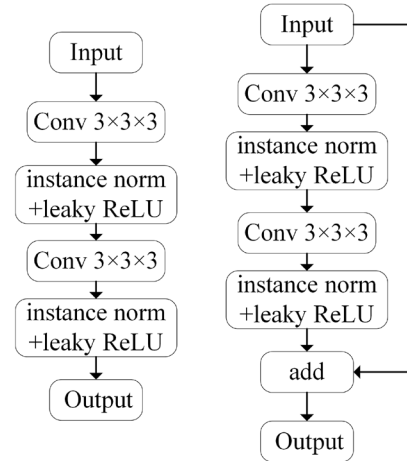 Input
Conv 3×3×3
instance norm
+leaky ReLU
Conv 3×3×3
instance norm
+leaky ReLU
Output
Input
Conv 3×3×3
instance norm
+leaky ReLU
Conv 3×3×3
instance norm
+leaky ReLU
add
Output